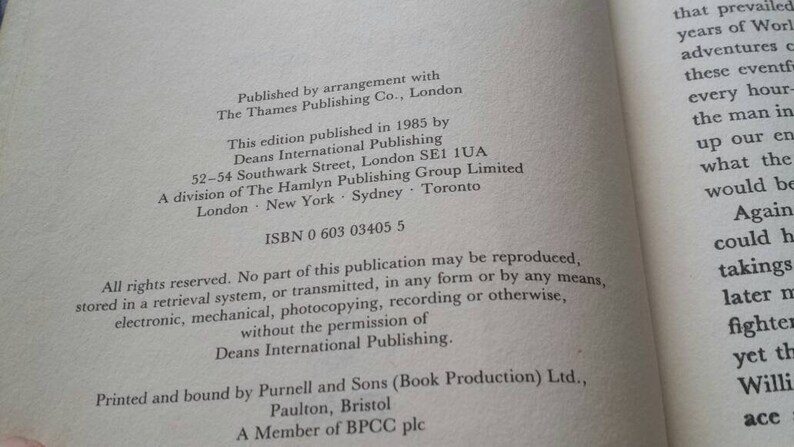 Published by arrangement with
The Thames Publishing Co., London
This edition published in 1985 by
Deans International Publishing
52–54 Southwark Street, London SE1 1UA
A division of The Hamlyn Publishing Group Limited
London · New York · Sydney · Toronto
ISBN 0 603 03405 5
All rights reserved. No part of this publication may be reproduced,
stored in a retrieval system, or transmitted, in any form or by any means,
electronic, mechanical, photocopying, recording or otherwise,
without the permission of
Deans International Publishing.
Printed and bound by Purnell and Sons (Book Production) Ltd.,
Paulton, Bristol
A Member of BPCC plc
that prevailed
years of Worl
adventures o
these eventfu
every hour-
the man in
up our en
what the
would be
Again
could h
takings
later m
fighter
yet th
Willi
ace